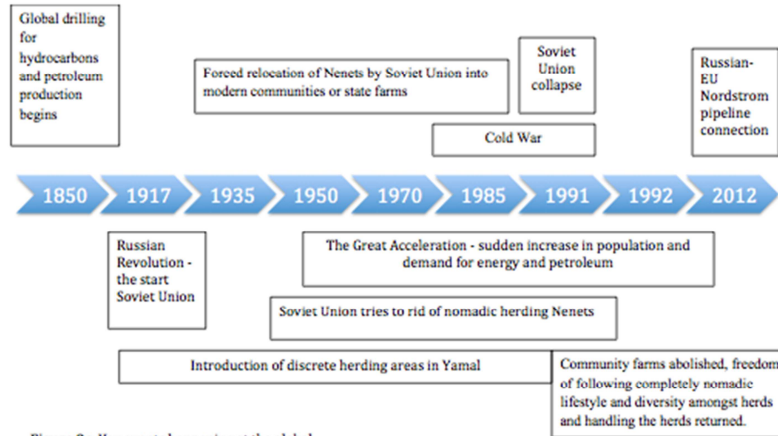 Global drilling
for
hydrocarbons
and petroleum
production
begins
Forced relocation of Nenets by Soviet Union into
modern communities or state farms
Soviet
Union
collapse
Russian-
EU
Nordstrom
pipeline
connection
Cold War
1850 1917 1935 1950 1970 1985 1991 1992 2012
Russian
Revolution -
the start
Soviet Union
The Great Acceleration - sudden increase in population and
demand for energy and petroleum
Soviet Union tries to rid of nomadic herding Nenets
Introduction of discrete herding areas in Yamal
Community farms abolished, freedom
of following completely nomadic
lifestyle and diversity amongst herds
and handling the herds returned.